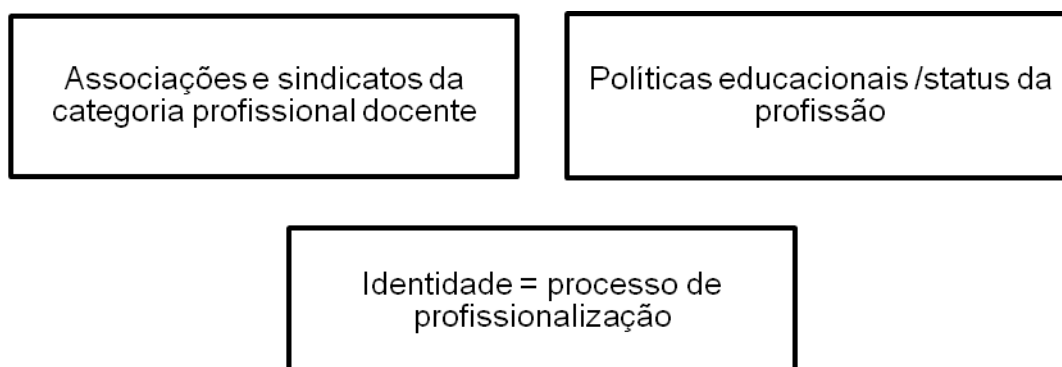 Associações e sindicatos da
categoria profissional docente
Políticas educacionais /status da
profissão
Identidade = processo de
profissionalização